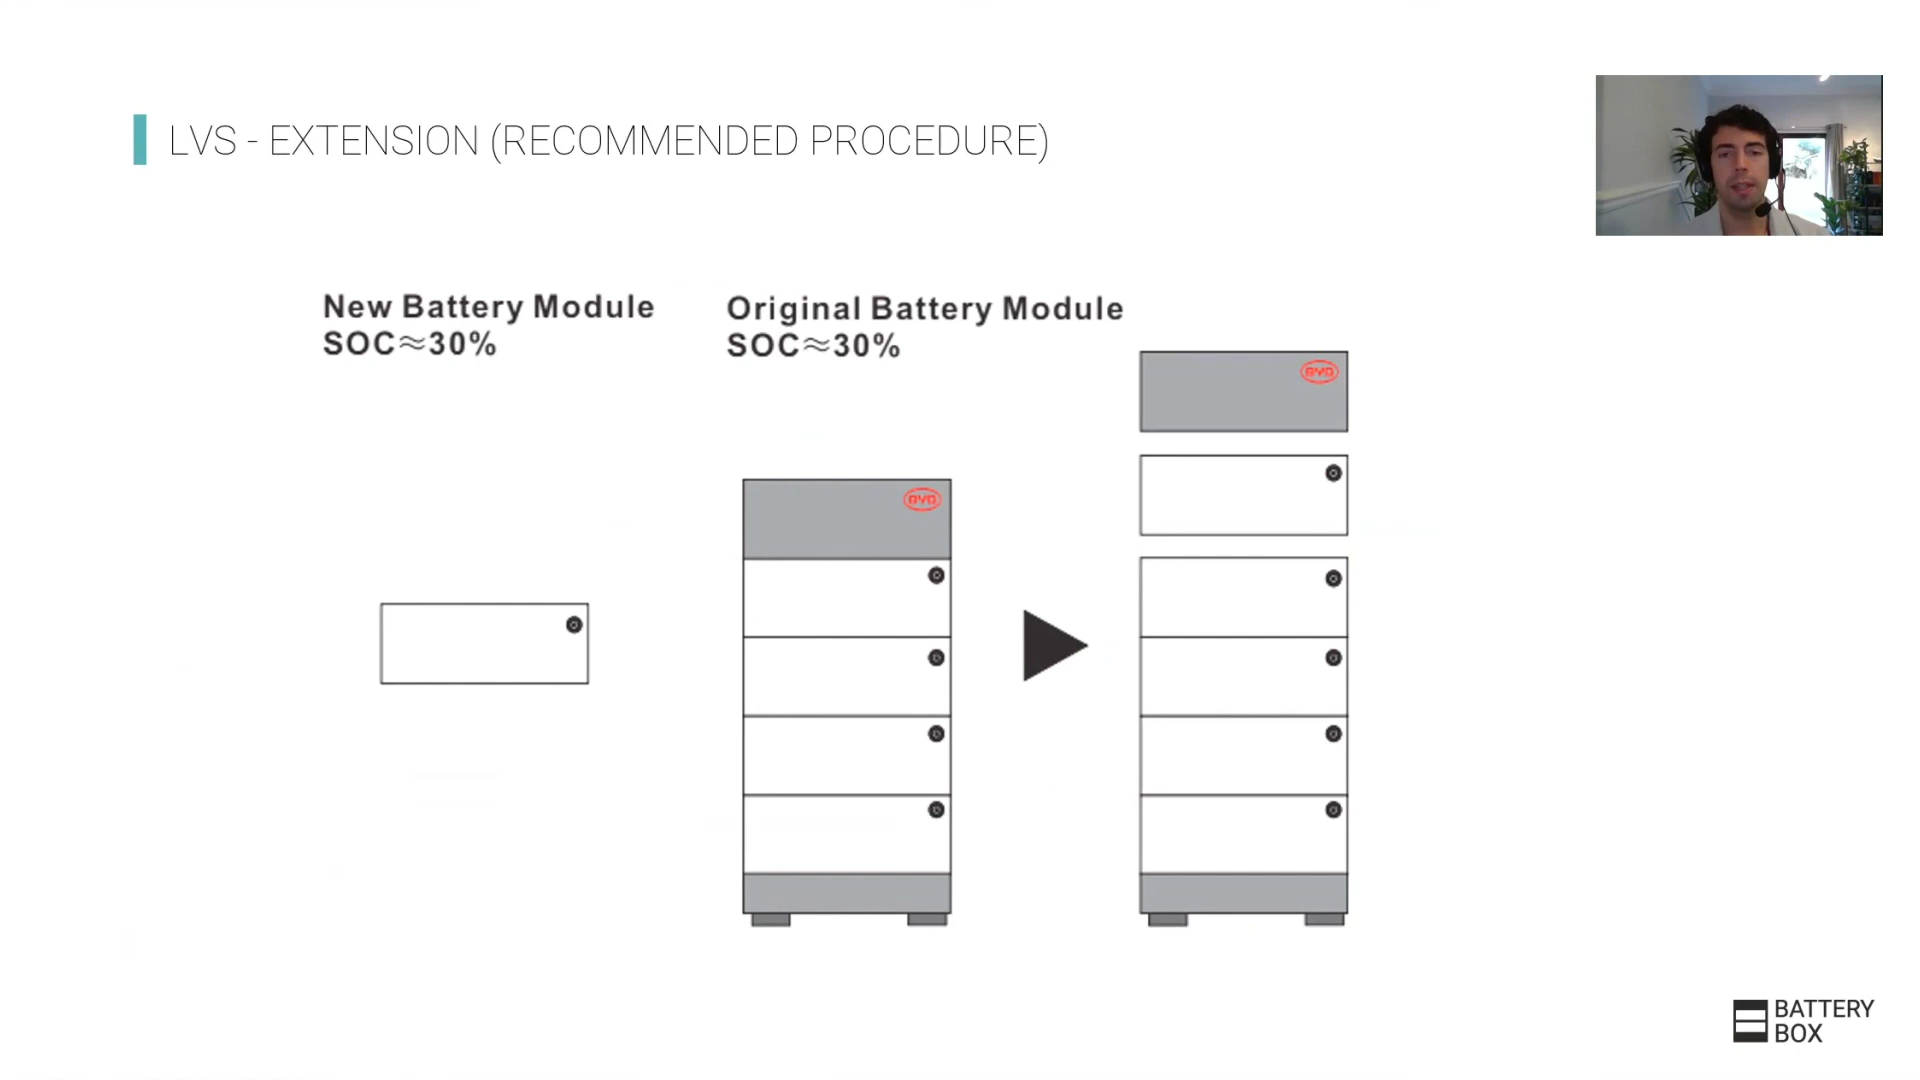 LVS - EXTENSION (RECOMMENDED PROCEDURE)
New Battery Module
SOC≈30%
Original Battery Module
SOC≈30%
BYD
BYD
BATTERY
BOX